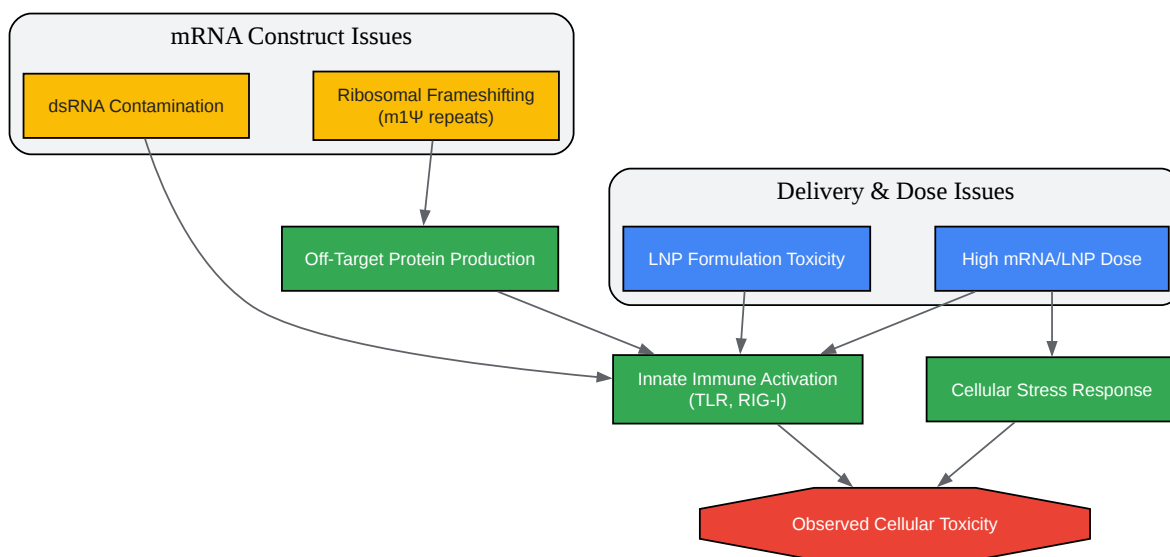 mRNA Construct Issues
dsRNA Contamination
Ribosomal Frameshifting
(m1Ψ repeats)
Delivery & Dose Issues
Off-Target Protein Production
LNP Formulation Toxicity
High mRNA/LNP Dose
Innate Immune Activation
(TLR, RIG-I)
Cellular Stress Response
Observed Cellular Toxicity